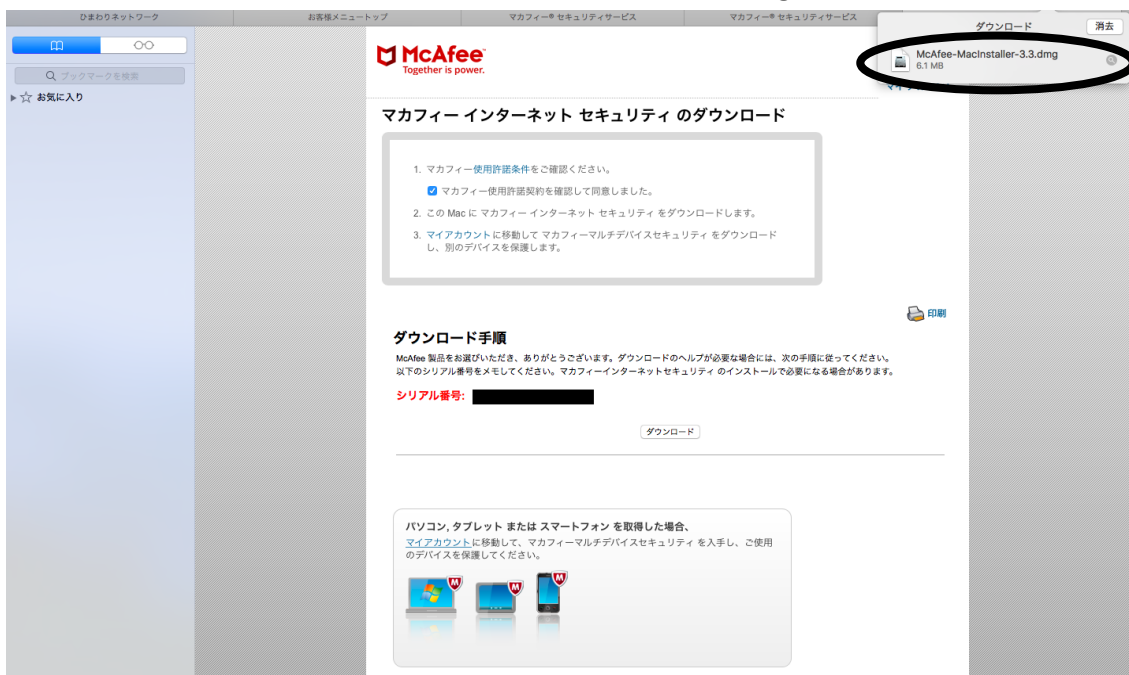 ひまわりネットワーク
お客様メニュートップ
マカフィー® セキュリティサービス
マカフィー® セキュリティサービス
ダウンロード
消去
McAfee-MacInstaller-3.3.dmg
6.1 MB
ブックマークを検索
お気に入り
McAfee™
Together is power.
マカフィー インターネット セキュリティ のダウンロード
1. マカフィー使用許諾条件をご確認ください。
マカフィー使用許諾契約を確認して同意しました。
2. この Mac に マカフィー インターネット セキュリティ をダウンロードします。
3. マイアカウント に移動して マカフィーマルチデバイスセキュリティ をダウンロード
し、別のデバイスを保護します。
印刷
ダウンロード手順
McAfee 製品をお選びいただき、ありがとうございます。ダウンロードのヘルプが必要な場合には、次の手順に従ってください。
以下のシリアル番号をメモしてください。マカフィーインターネットセキュリティ のインストールで必要になる場合があります。
シリアル番号:
ダウンロード
パソコン, タブレット または スマートフォン を取得した場合、
マイアカウントに移動して、マカフィーマルチデバイスセキュリティ を入手し、ご使用
のデバイスを保護してください。